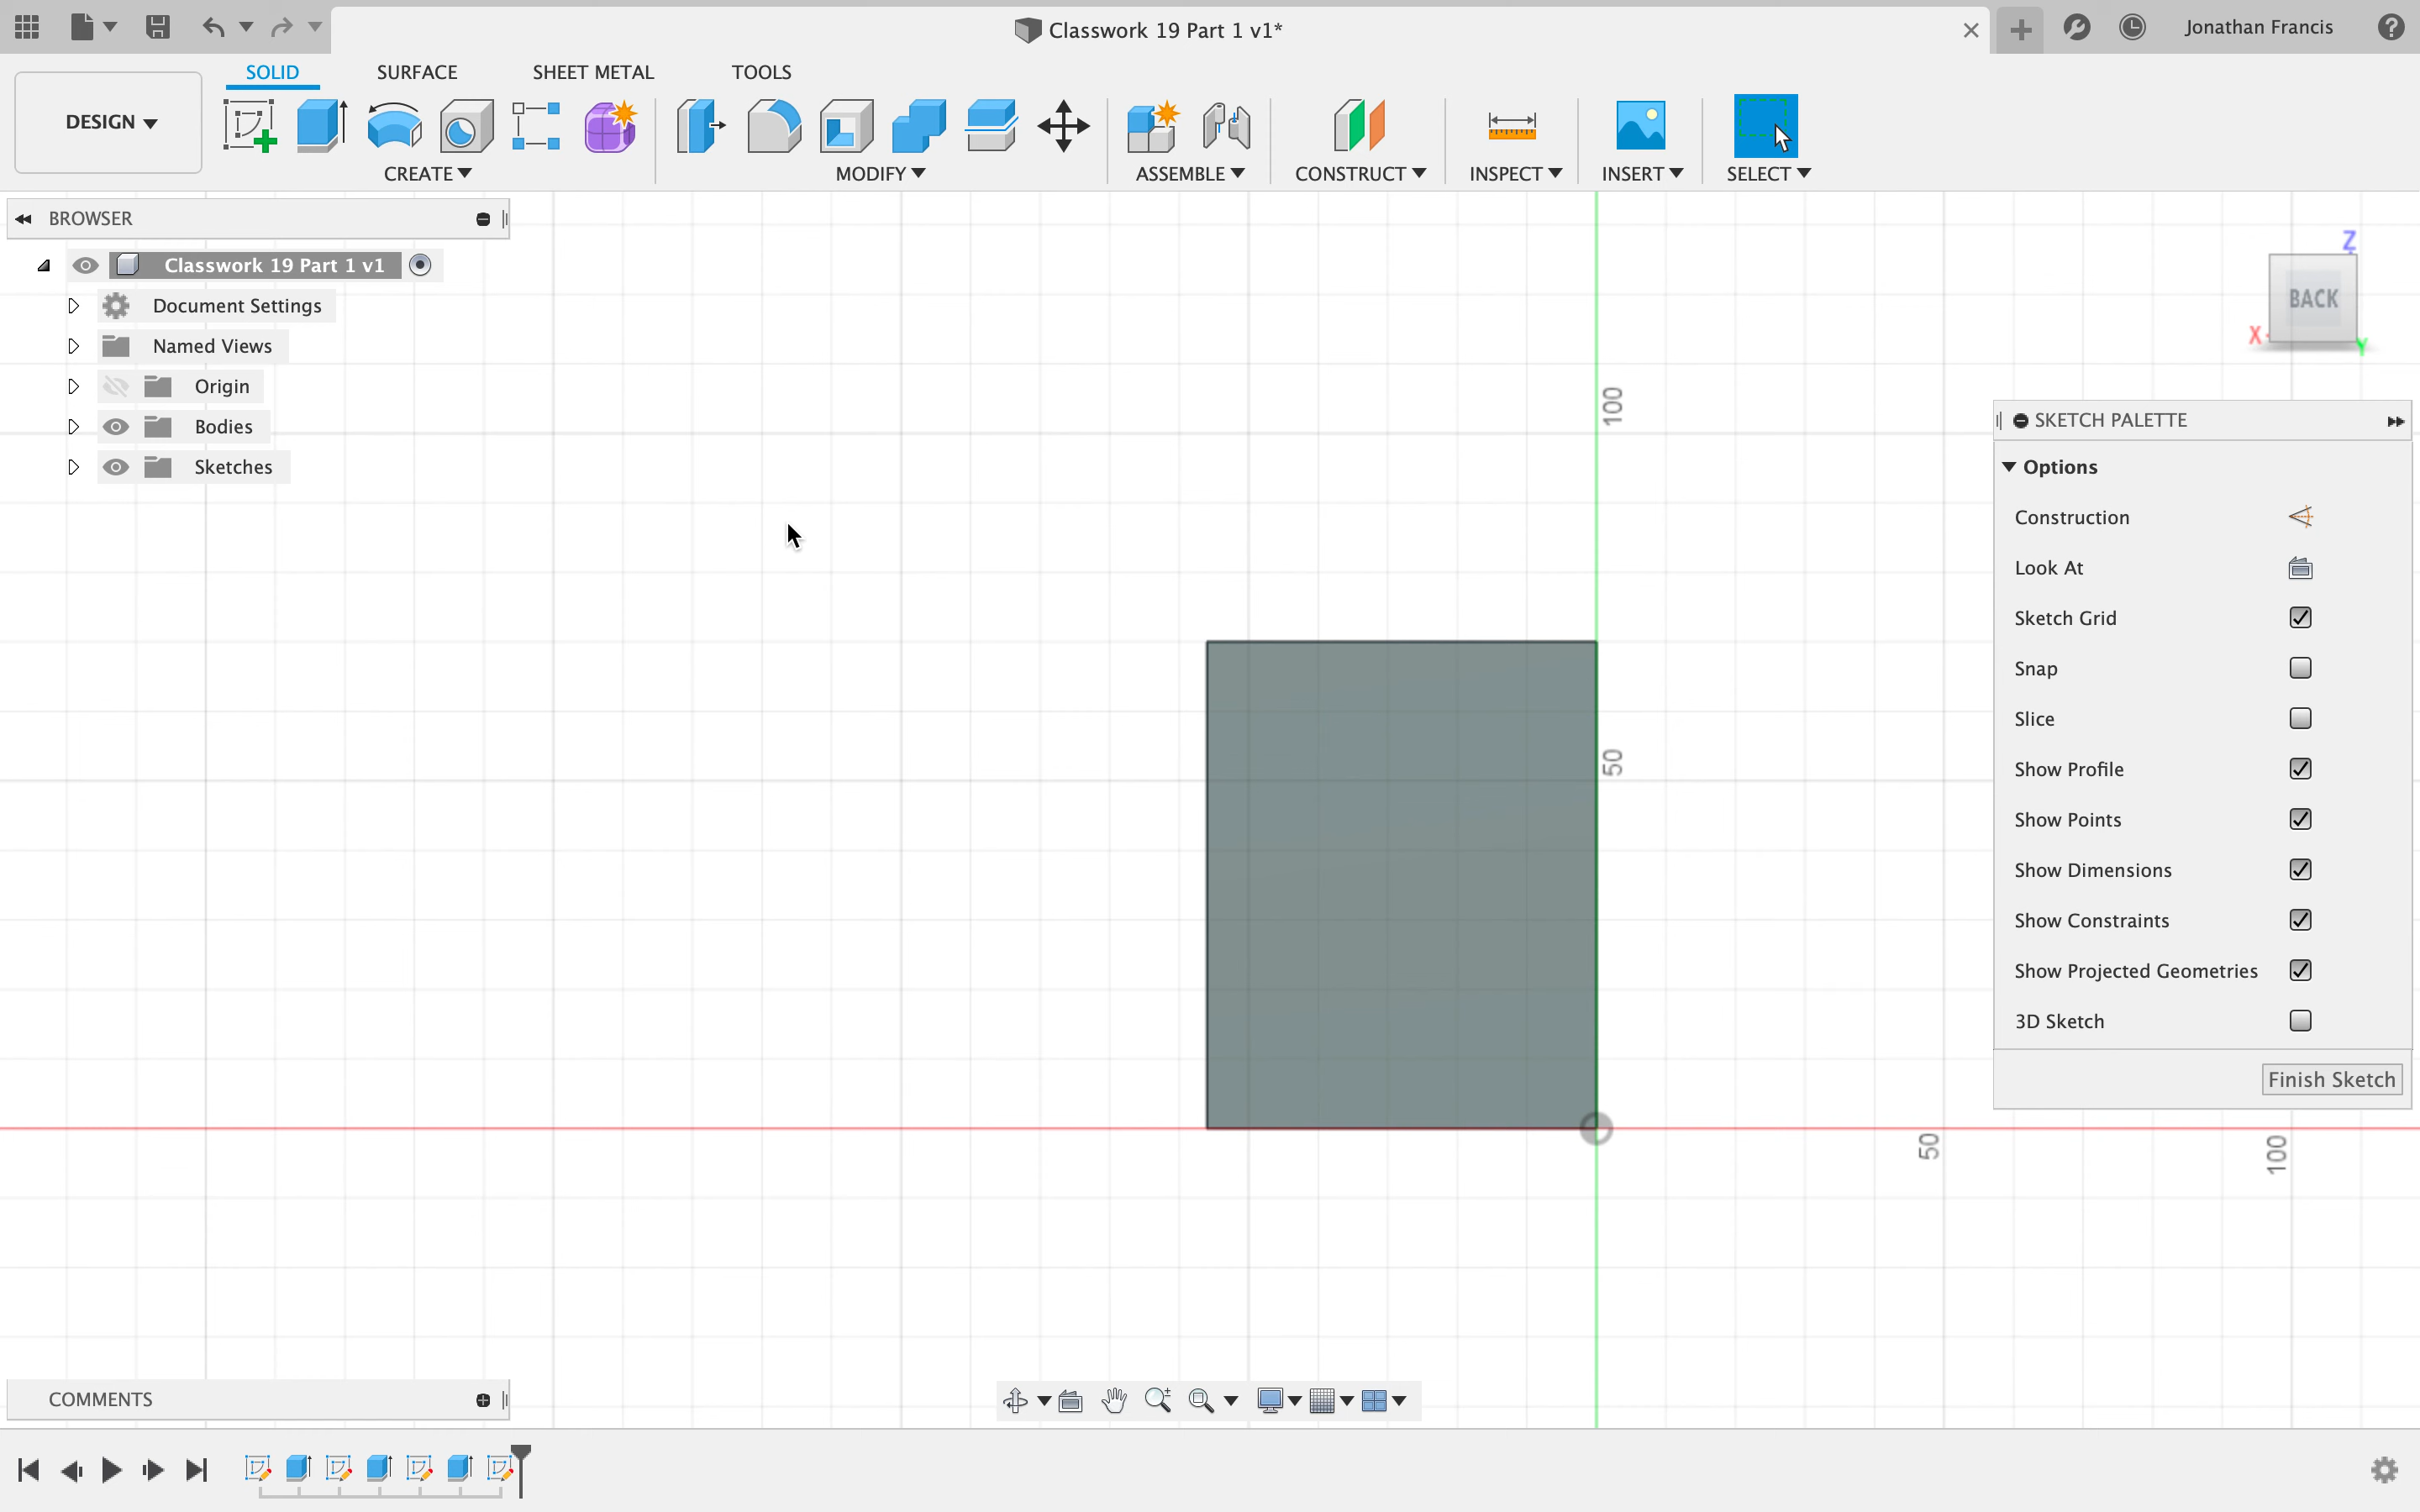 Classwork 19 Part 1 v1*
Jonathan Francis
DESIGN
SOLID
SURFACE
SHEET METAL
TOOLS
CREATE
MODIFY
ASSEMBLE
CONSTRUCT
INSPECT
INSERT
SELECT
BROWSER
Classwork 19 Part 1 v1
Document Settings
Named Views
Origin
Bodies
Sketches
Z
BACK
X
Y
100
50
50
100
SKETCH PALETTE
Options
Construction
Look At
Sketch Grid
Snap
Slice
Show Profile
Show Points
Show Dimensions
Show Constraints
Show Projected Geometries
3D Sketch
Finish Sketch
COMMENTS